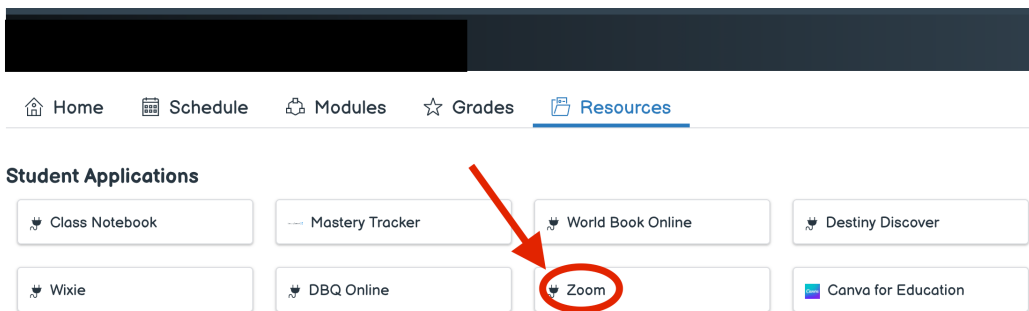 Home Schedule Modules Grades Resources
Student Applications
Class Notebook Mastery Tracker World Book Online Destiny Discover
Wixie DBQ Online Zoom Canva for Education